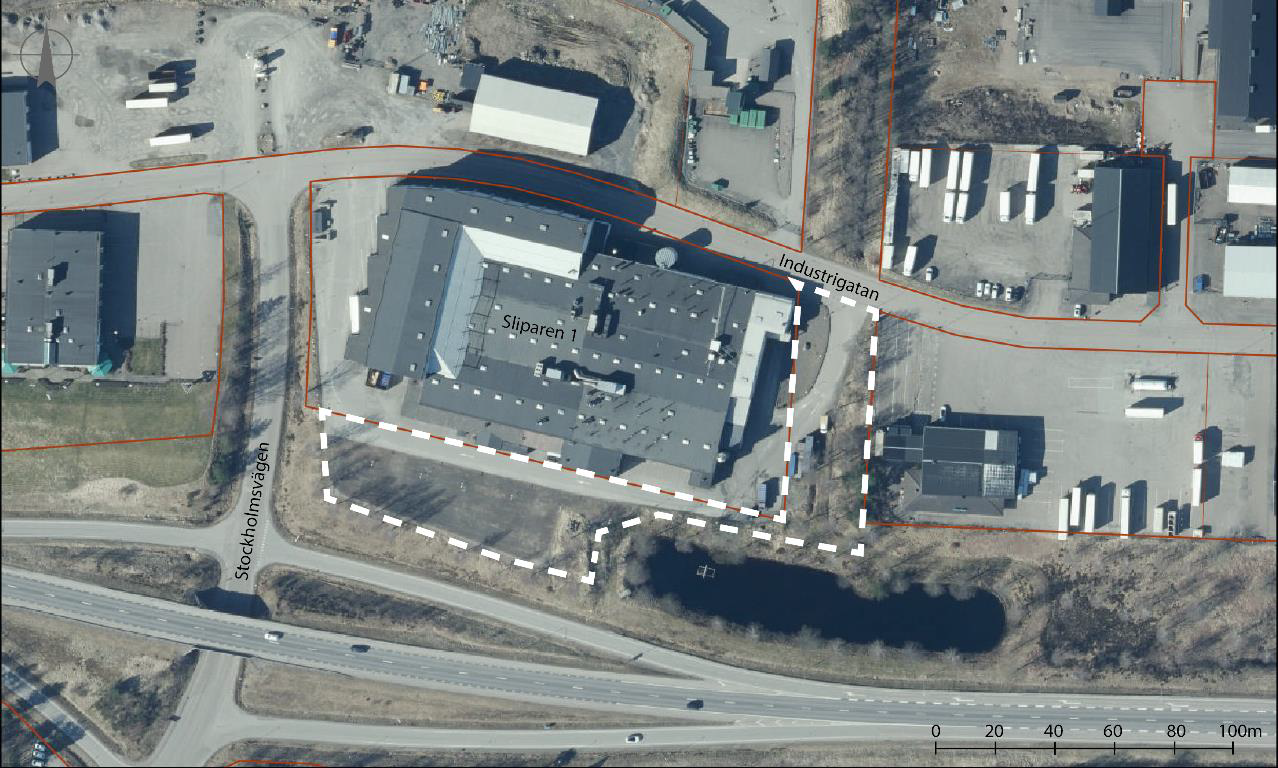 Industrigatan
Sliparen 1
Stockholmsvägen
0 20 40 60 80 100m